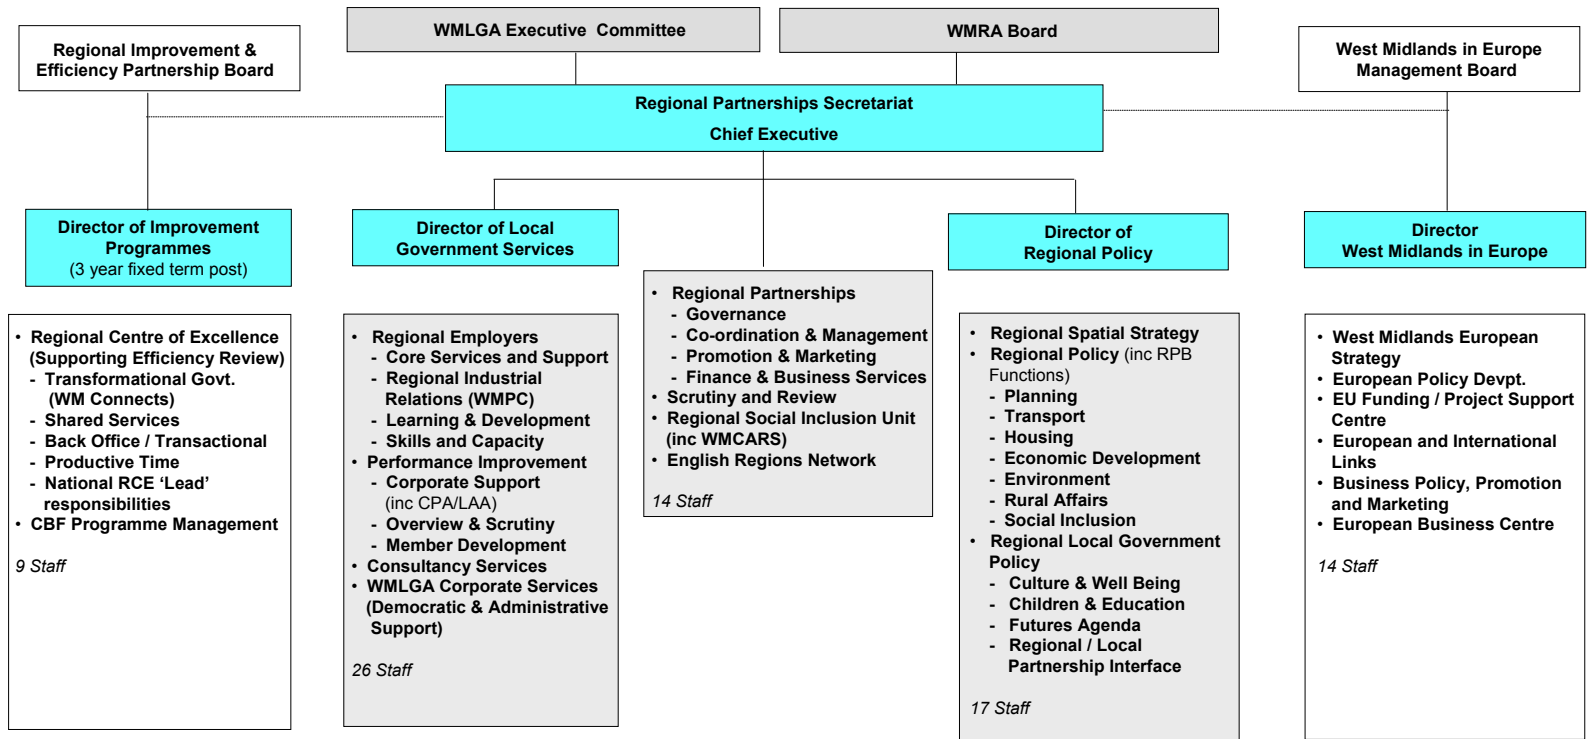 Regional Improvement &
Efficiency Partnership Board
WMLGA Executive Committee
WMRA Board
West Midlands in Europe
Management Board
Regional Partnerships Secretariat
Chief Executive
Director of Improvement
Programmes
(3 year fixed term post)
Director of Local
Government Services
Director of
Regional Policy
Director
West Midlands in Europe
• Regional Centre of Excellence
(Supporting Efficiency Review)
- Transformational Govt.
(WM Connects)
- Shared Services
- Back Office / Transactional
- Productive Time
- National RCE ‘Lead’
responsibilities
• CBF Programme Management
9 Staff
• Regional Employers
- Core Services and Support
- Regional Industrial
Relations (WMPC)
- Learning & Development
- Skills and Capacity
• Performance Improvement
- Corporate Support
(inc CPA/LAA)
- Overview & Scrutiny
- Member Development
• Consultancy Services
• WMLGA Corporate Services
(Democratic & Administrative
Support)
26 Staff
• Regional Partnerships
- Governance
- Co-ordination & Management
- Promotion & Marketing
- Finance & Business Services
• Scrutiny and Review
• Regional Social Inclusion Unit
(inc WMCARS)
• English Regions Network
14 Staff
• Regional Spatial Strategy
• Regional Policy (inc RPB
Functions)
- Planning
- Transport
- Housing
- Economic Development
- Environment
- Rural Affairs
- Social Inclusion
• Regional Local Government
Policy
- Culture & Well Being
- Children & Education
- Futures Agenda
- Regional / Local
Partnership Interface
17 Staff
• West Midlands European
Strategy
• European Policy Devpt.
• EU Funding / Project Support
Centre
• European and International
Links
• Business Policy, Promotion
and Marketing
• European Business Centre
14 Staff